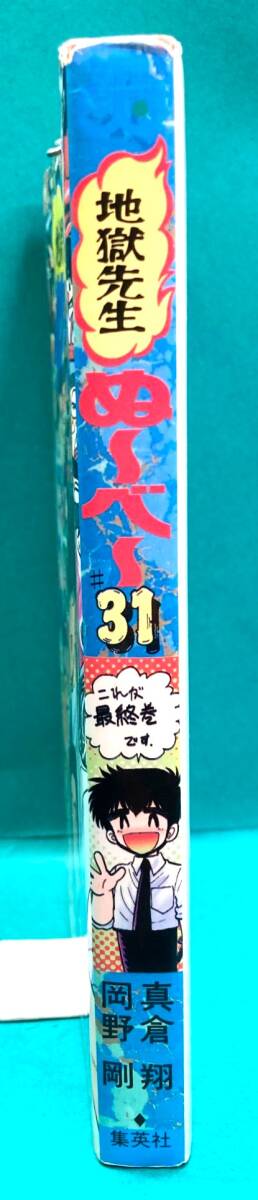 地獄先生
ぬ〜べ〜
#31
これが
最終巻
です.
真倉 翔
岡野 剛
◆
集英社